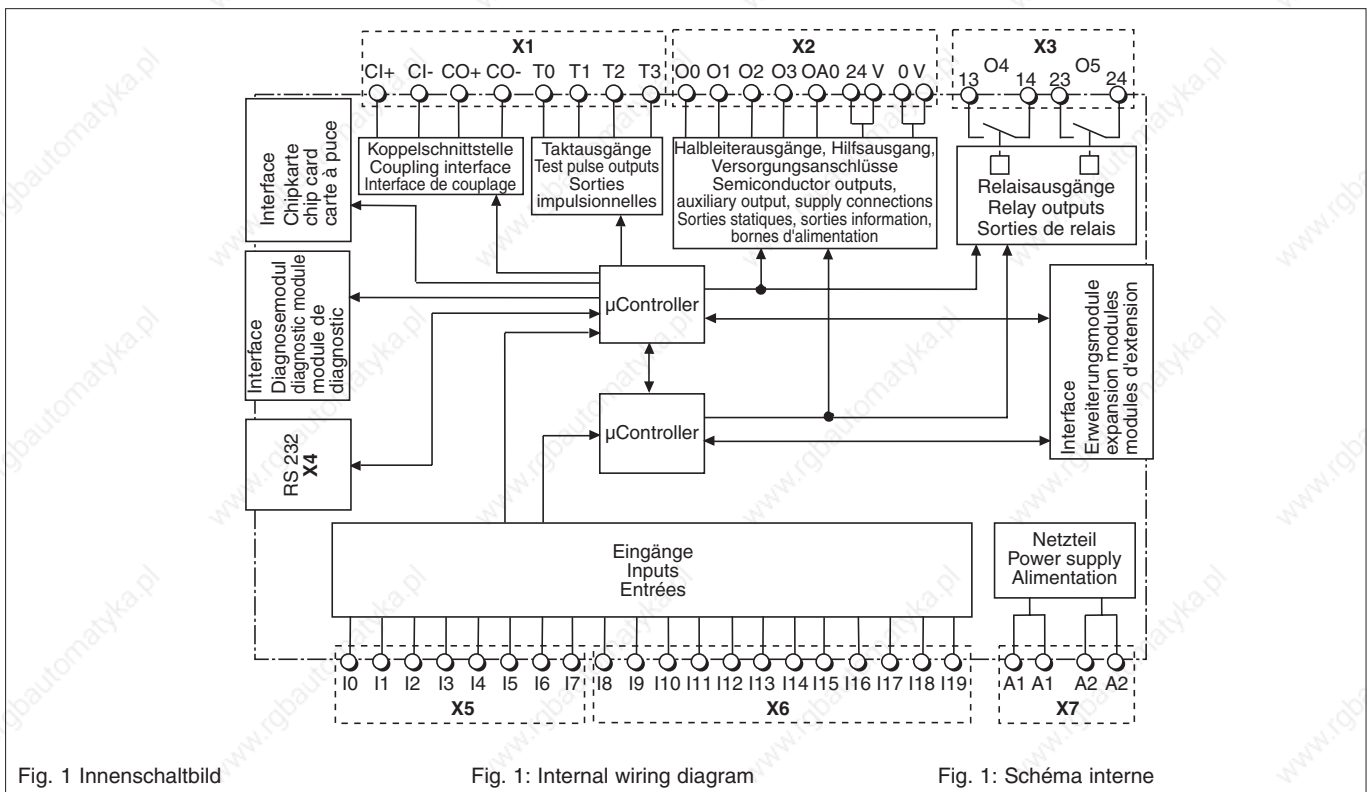 X1 X2 X3
CI+ CI- CO+ CO- T0 T1 T2 T3 O0 O1 O2 O3 OA0 24 V 0 V 13 O4 14 23 O5 24
Interface
Chipkarte
chip card
carte à puce
Koppelschnittstelle
Coupling interface
Interface de couplage
Taktausgänge
Test pulse outputs
Sorties
impulsionnelles
Halbleiterausgänge, Hilfsausgang,
Versorgungsanschlüsse
Semiconductor outputs,
auxiliary output, supply connections
Sorties statiques, sorties information,
bornes d'alimentation
Relaisausgänge
Relay outputs
Sorties de relais
Interface
Diagnosemodul
diagnostic module
module de
diagnostic
µController
Interface
Erweiterungsmodule
expansion modules
modules d'extension
µController
RS 232
X4
Eingänge
Inputs
Entrées
Netzteil
Power supply
Alimentation
I0 I1 I2 I3 I4 I5 I6 I7 I8 I9 I10 I11 I12 I13 I14 I15 I16 I17 I18 I19 A1 A1 A2 A2
X5 X6 X7
Fig. 1 Innenschaltbild
Fig. 1: Internal wiring diagram
Fig. 1: Schéma interne
www.rgbautomatyka.pl